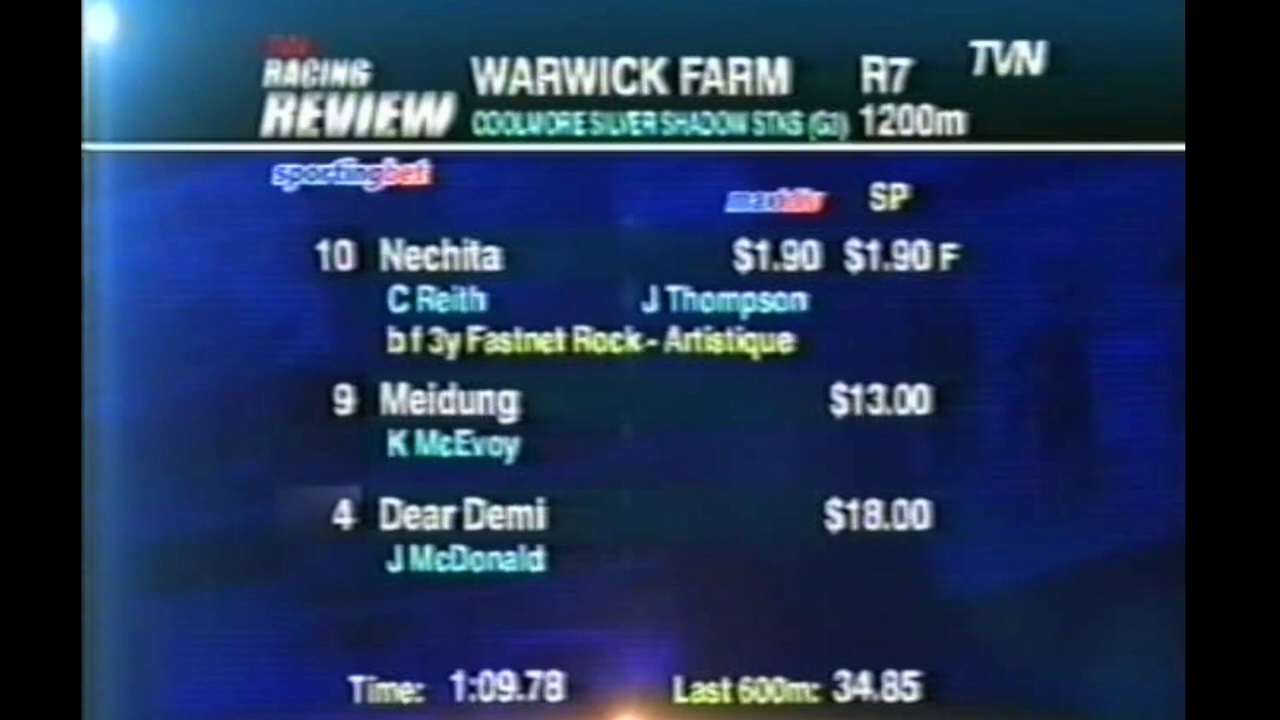 RACING
REVIEW
WARWICK FARM R7
TVN
COOLMORE SILVER SHADOW STKS (G3) 1200m
sportingbet
maxidiv SP
10 Nechita $1.90 $1.90 F
C Reith J Thompson
b f 3y Fastnet Rock - Artistique
9 Meidung $13.00
K McEvoy
4 Dear Demi $18.00
J McDonald
Time: 1:09.78 Last 600m: 34.85